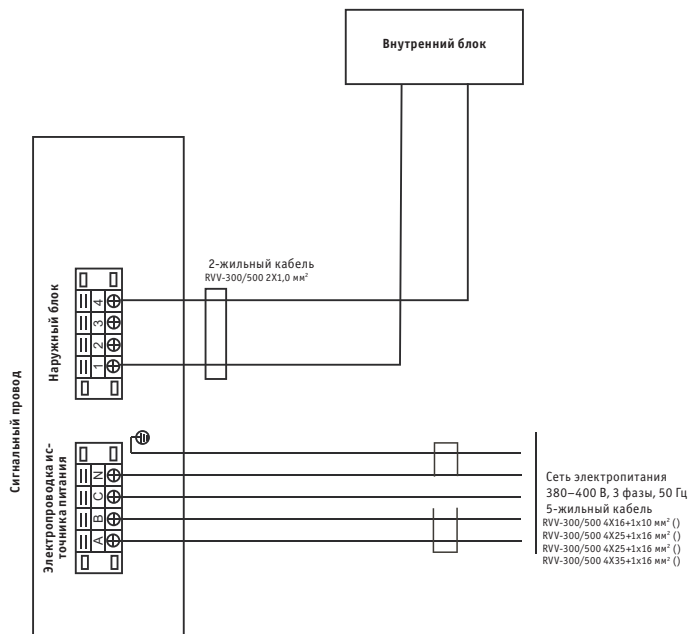 Внутренний блок
2-жильный кабель
RVV-300/500 2X1,0 мм²
Сигнальный провод
Наружный блок
4
3
2
1
Электропроводка ис-
точника питания
N
C
B
A
Сеть электропитания
380–400 В, 3 фазы, 50 Гц
5-жильный кабель
RVV-300/500 4X16+1x10 мм² ()
RVV-300/500 4X25+1x16 мм² ()
RVV-300/500 4X25+1x16 мм² ()
RVV-300/500 4X35+1x16 мм² ()